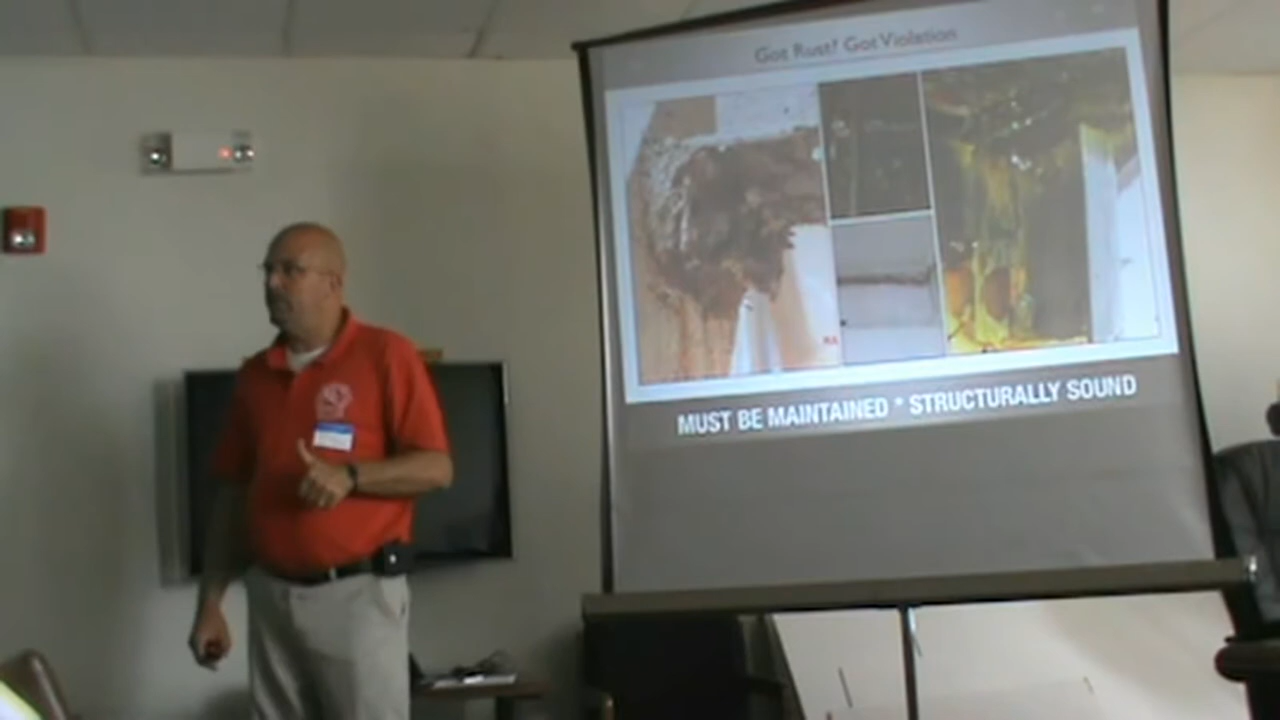 Got Rust? Got Violation
MUST BE MAINTAINED * STRUCTURALLY SOUND